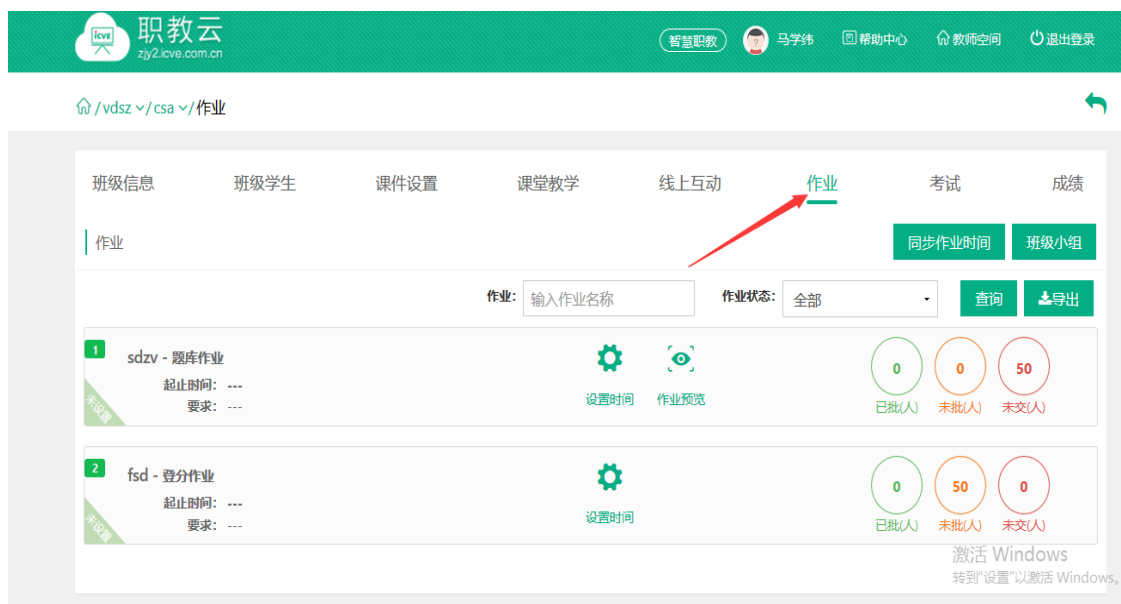 icve 职教云
zjy2.icve.com.cn
智慧职教 马学纬 帮助中心 教师空间 退出登录
/vdsz /csa /作业
班级信息 班级学生 课件设置 课堂教学 线上互动 作业 考试 成绩
作业 同步作业时间 班级小组
作业: 输入作业名称 作业状态: 全部 查询 导出
1 sdzv - 题库作业
起止时间: ---
要求: ---
未设置
设置时间 作业预览
0 0 50
已批(人) 未批(人) 未交(人)
2 fsd - 登分作业
起止时间: ---
要求: ---
未设置
设置时间
0 50 0
已批(人) 未批(人) 未交(人)
激活 Windows
转到"设置"以激活 Windows。